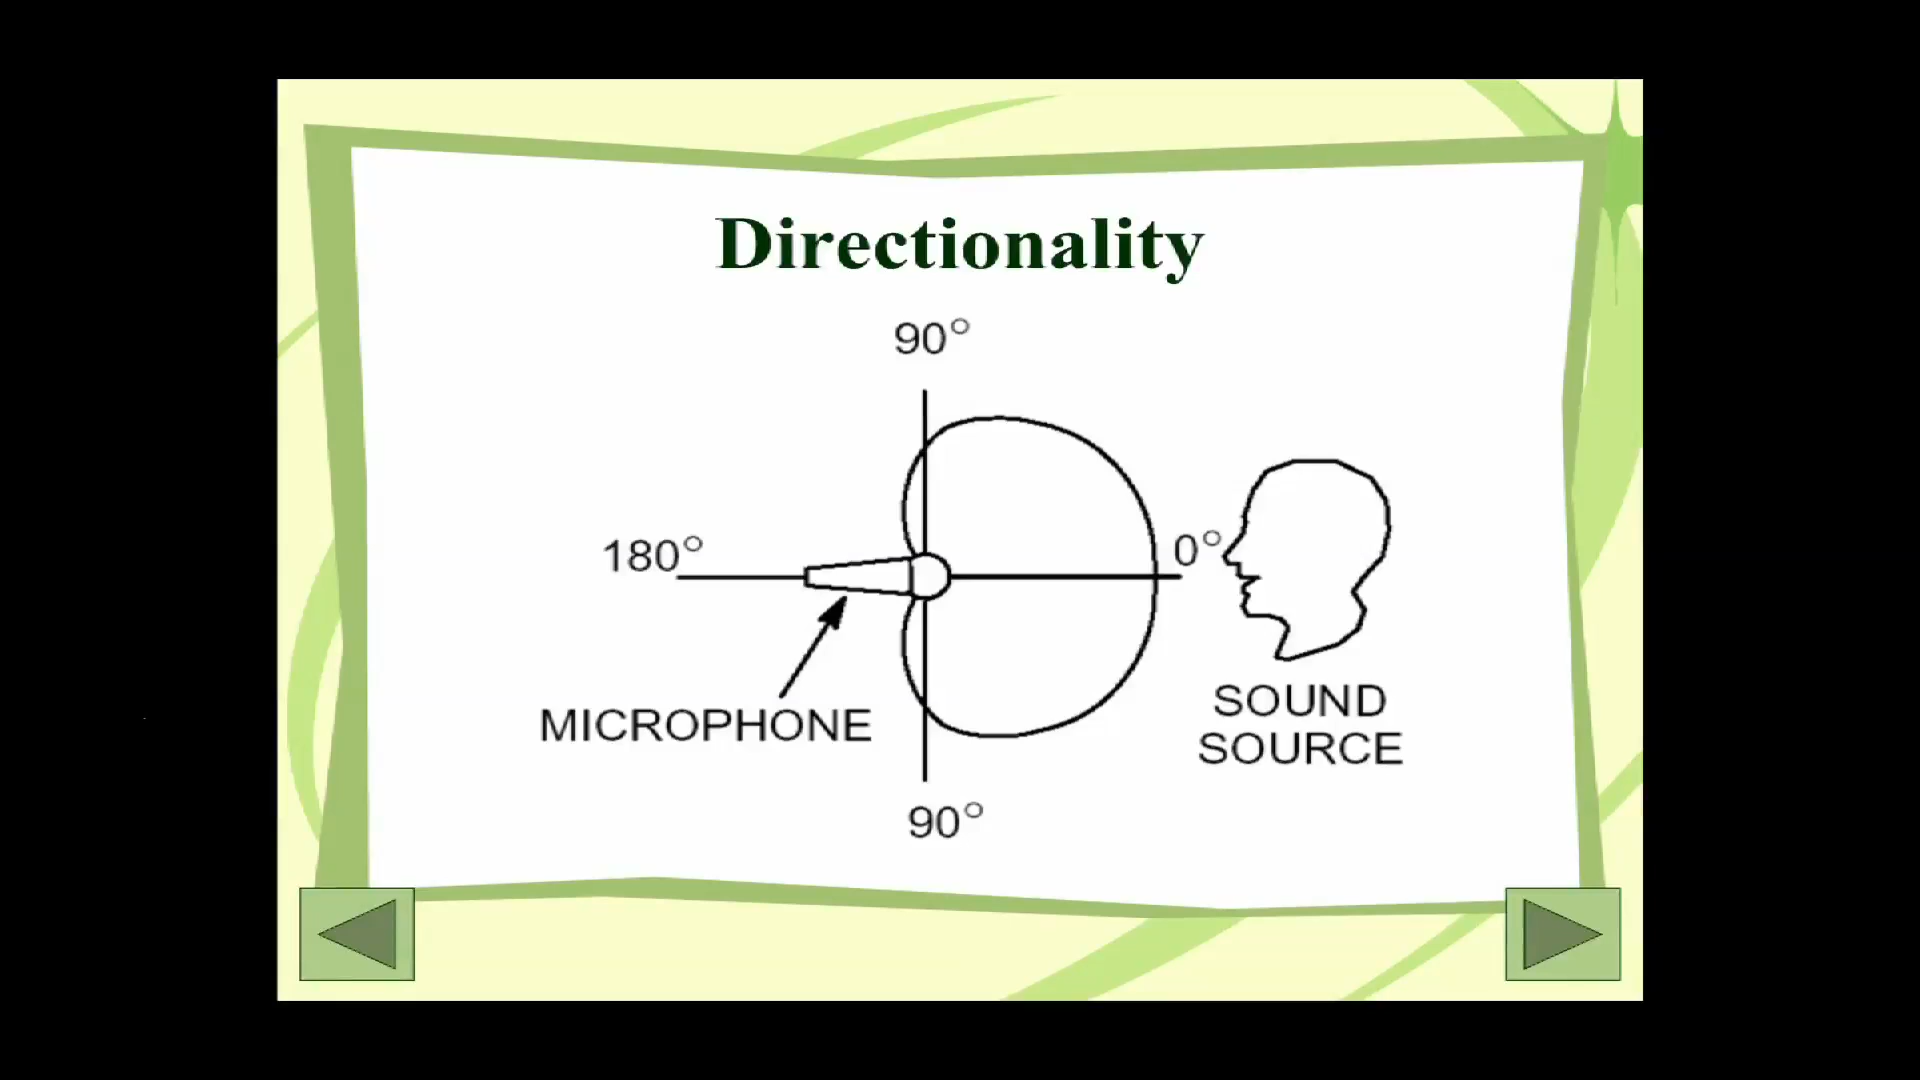 Directionality
90°
180°
0°
MICROPHONE
SOUND
SOURCE
90°